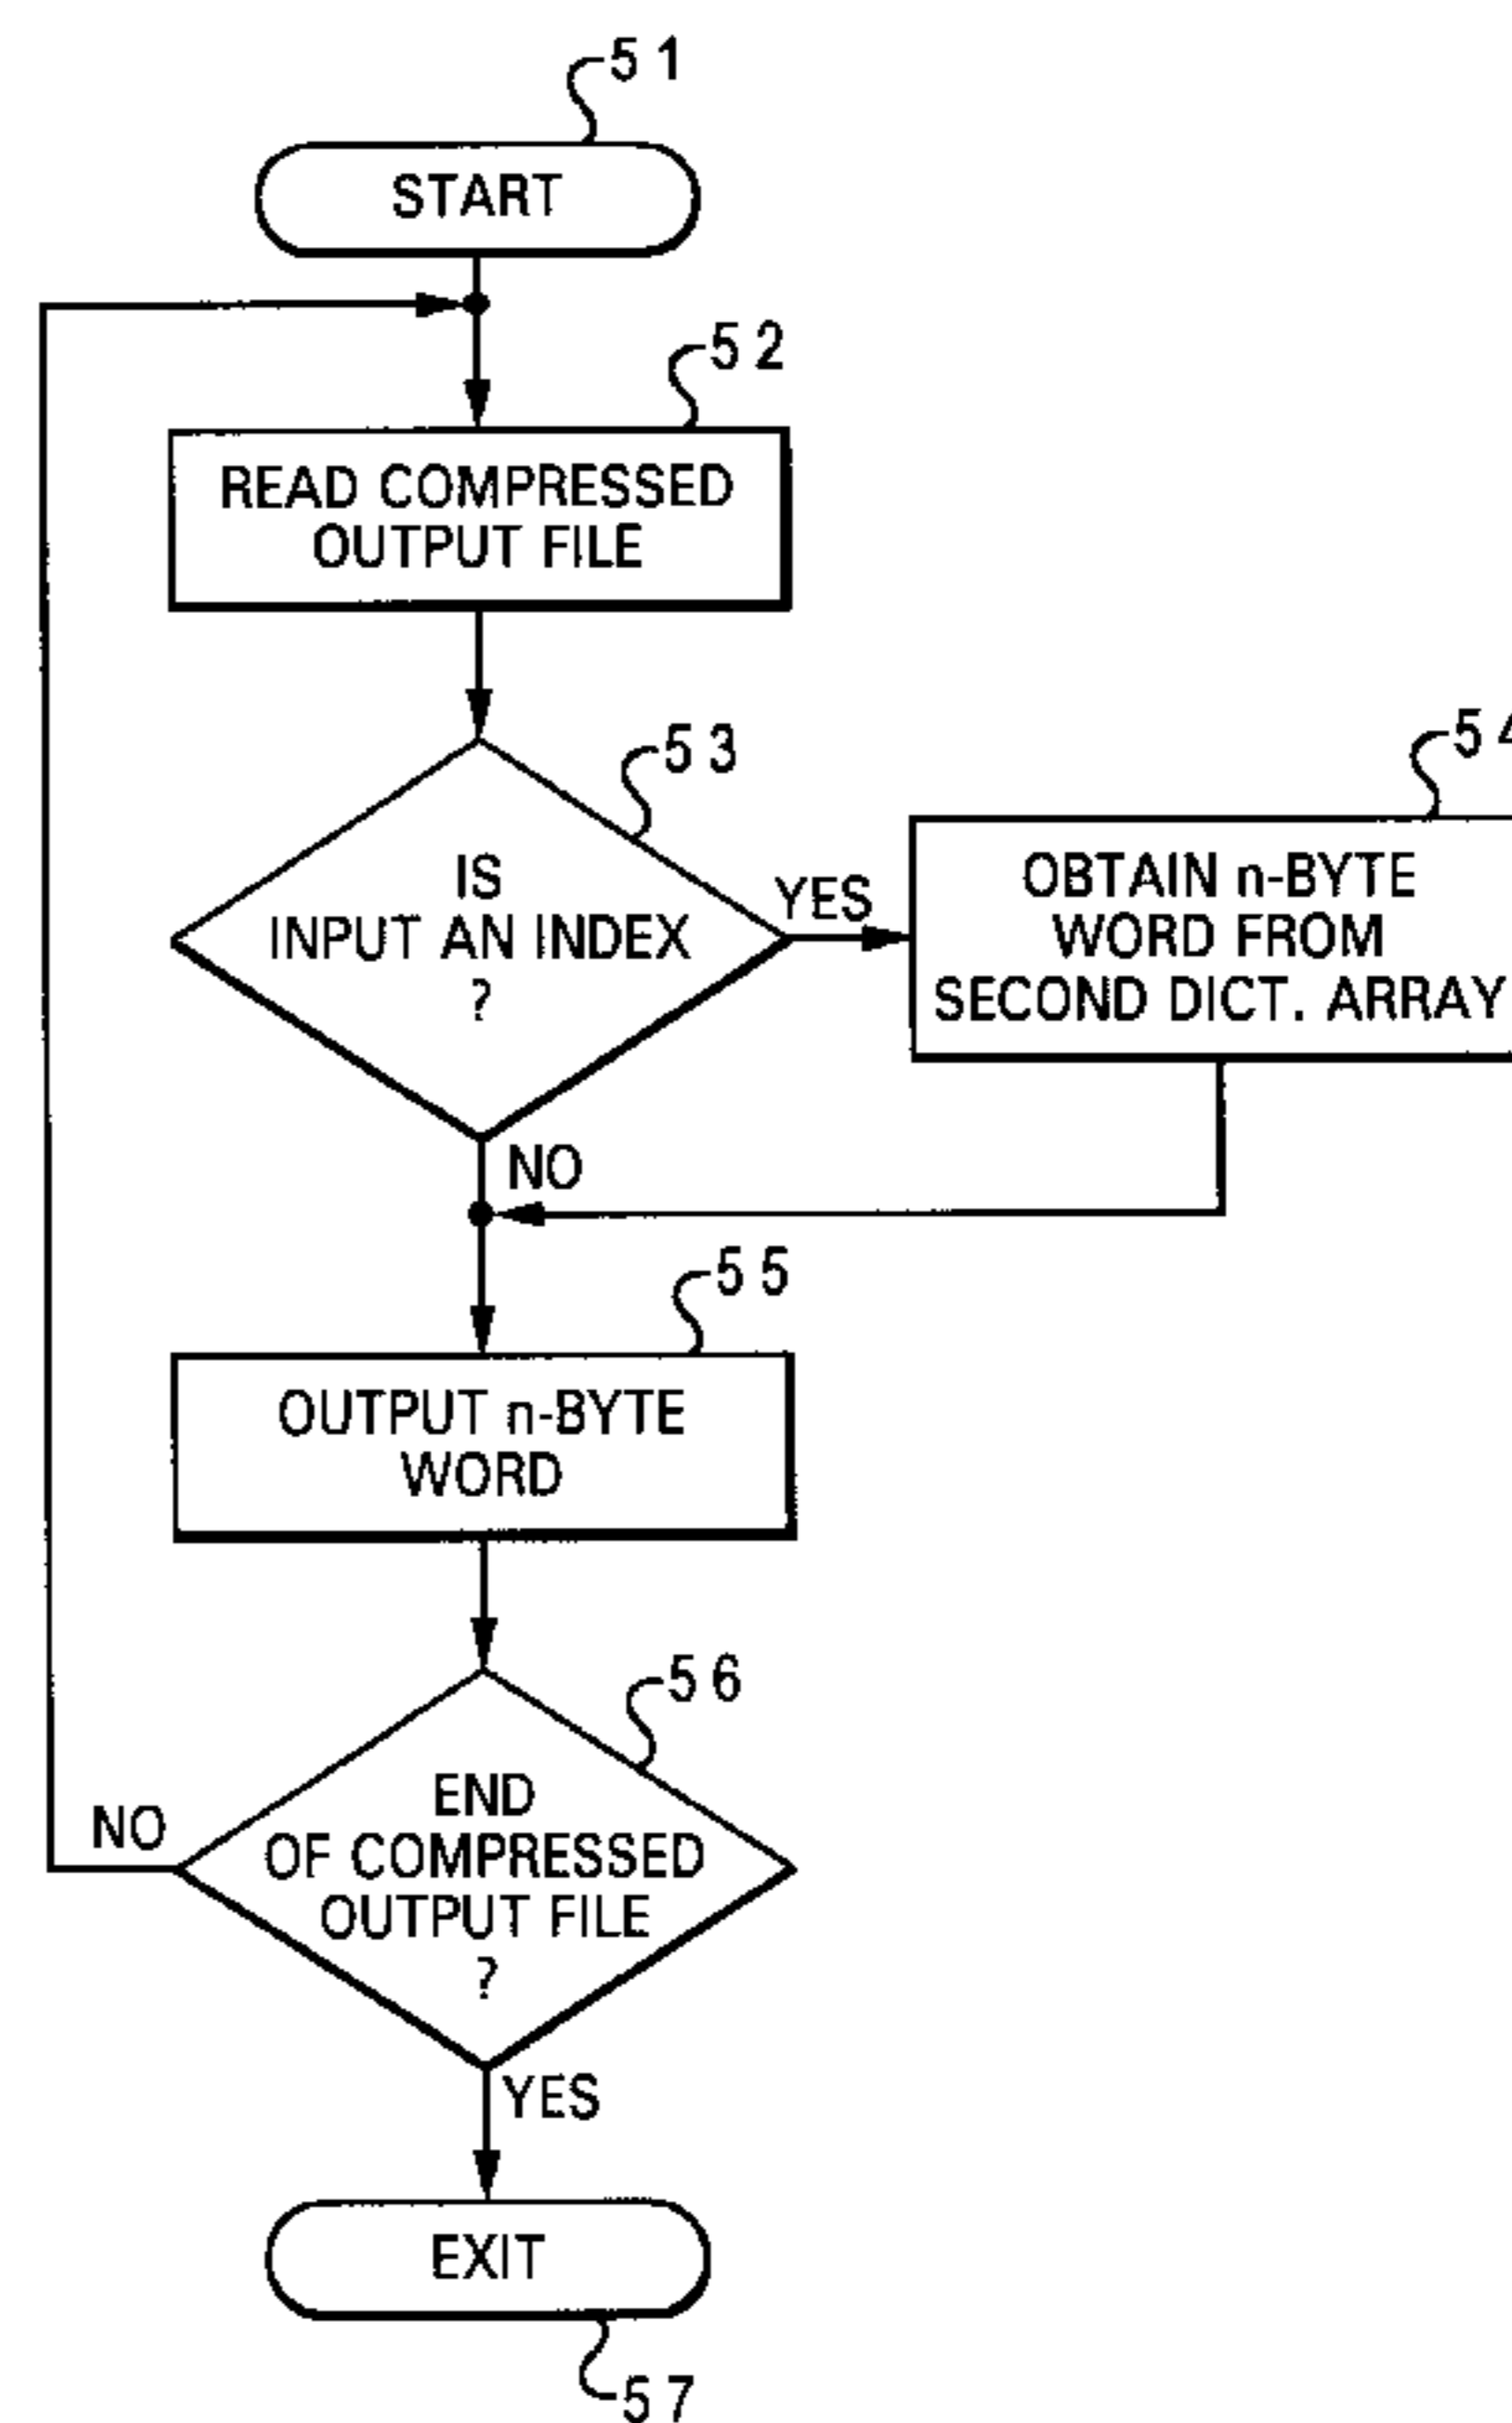 51
START
52
READ COMPRESSED
OUTPUT FILE
53
IS
INPUT AN INDEX
?
YES
54
OBTAIN n-BYTE
WORD FROM
SECOND DICT. ARRAY
NO
55
OUTPUT n-BYTE
WORD
56
END
OF COMPRESSED
OUTPUT FILE
?
NO
YES
EXIT
57